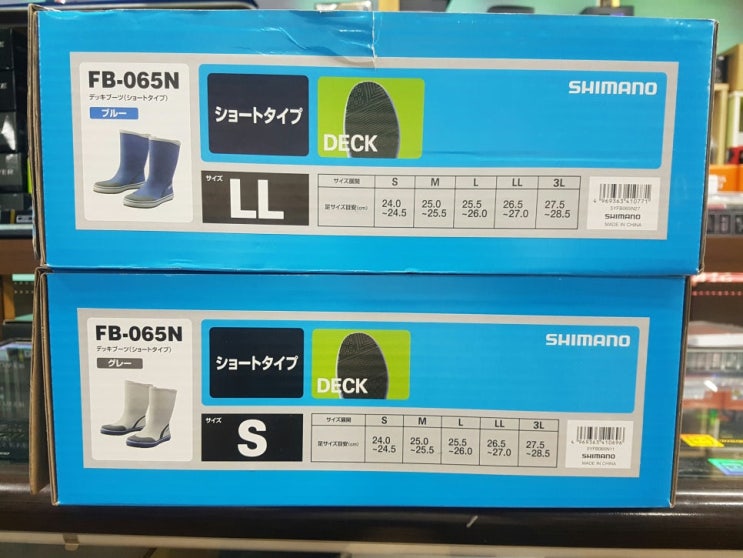 FB-065N
デッキブーツ(ショートタイプ)
ブルー
ショートタイプ
DECK
SHIMANO
サイズ
LL
サイズ展開 S M L LL 3L
足サイズ目安(cm) 24.0 ~24.5 25.0 ~25.5 25.5 ~26.0 26.5 ~27.0 27.5 ~28.5
4 969363 410771
SHIMANO
MADE IN CHINA
FB-065N
デッキブーツ(ショートタイプ)
グレー
ショートタイプ
DECK
SHIMANO
サイズ
S
サイズ展開 S M L LL 3L
足サイズ目安(cm) 24.0 ~24.5 25.0 ~25.5 25.5 ~26.0 26.5 ~27.0 27.5 ~28.5
SHIMANO
MADE IN CHINA